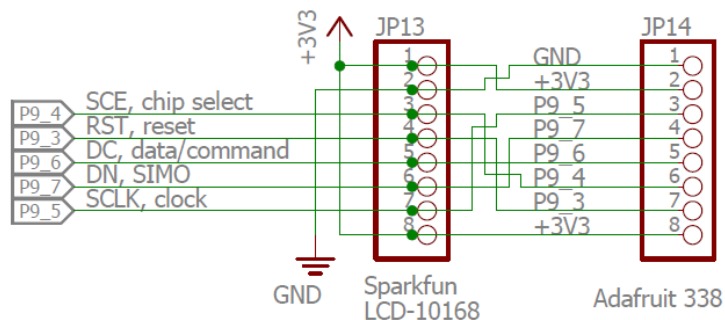 +3V3
JP13
JP14
1
2
3
4
5
6
7
8
GND
+3V3
P9_5
P9_7
P9_6
P9_4
P9_3
+3V3
1
2
3
4
5
6
7
8
P9_4 SCE, chip select
P9_3 RST, reset
P9_6 DC, data/command
P9_7 DN, SIMO
P9_5 SCLK, clock
GND
Sparkfun
LCD-10168
Adafruit 338